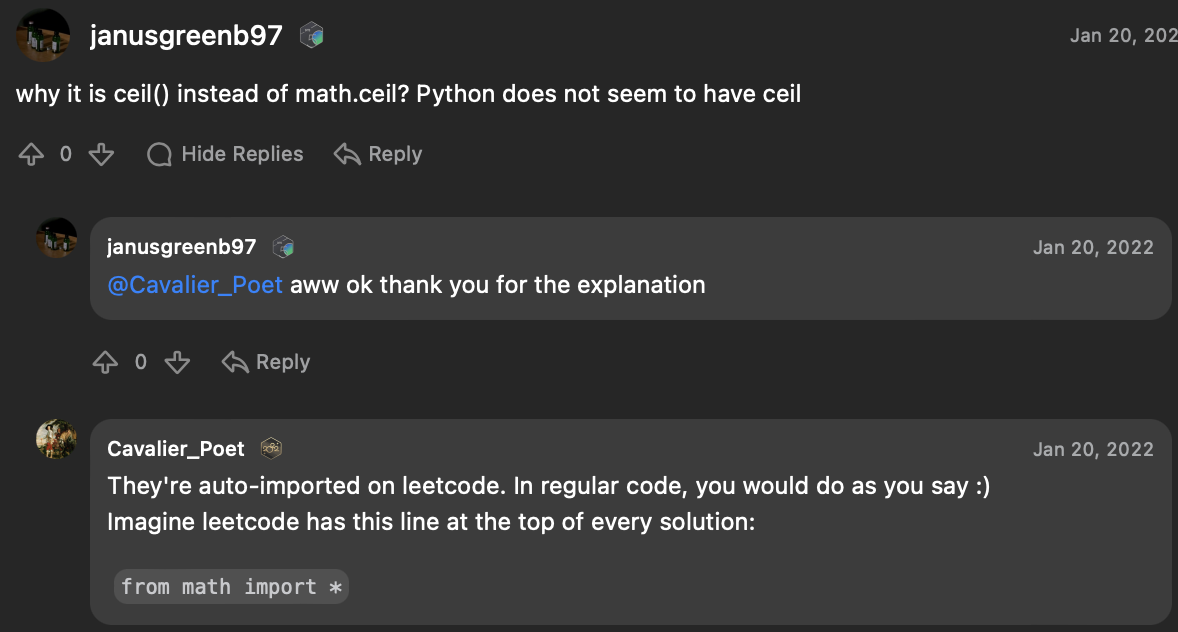 janusgreenb97
Jan 20, 202
why it is ceil() instead of math.ceil? Python does not seem to have ceil
0 Hide Replies Reply
janusgreenb97
Jan 20, 2022
@Cavalier_Poet aww ok thank you for the explanation
0 Reply
Cavalier_Poet
Jan 20, 2022
They're auto-imported on leetcode. In regular code, you would do as you say :)
Imagine leetcode has this line at the top of every solution:
from math import *